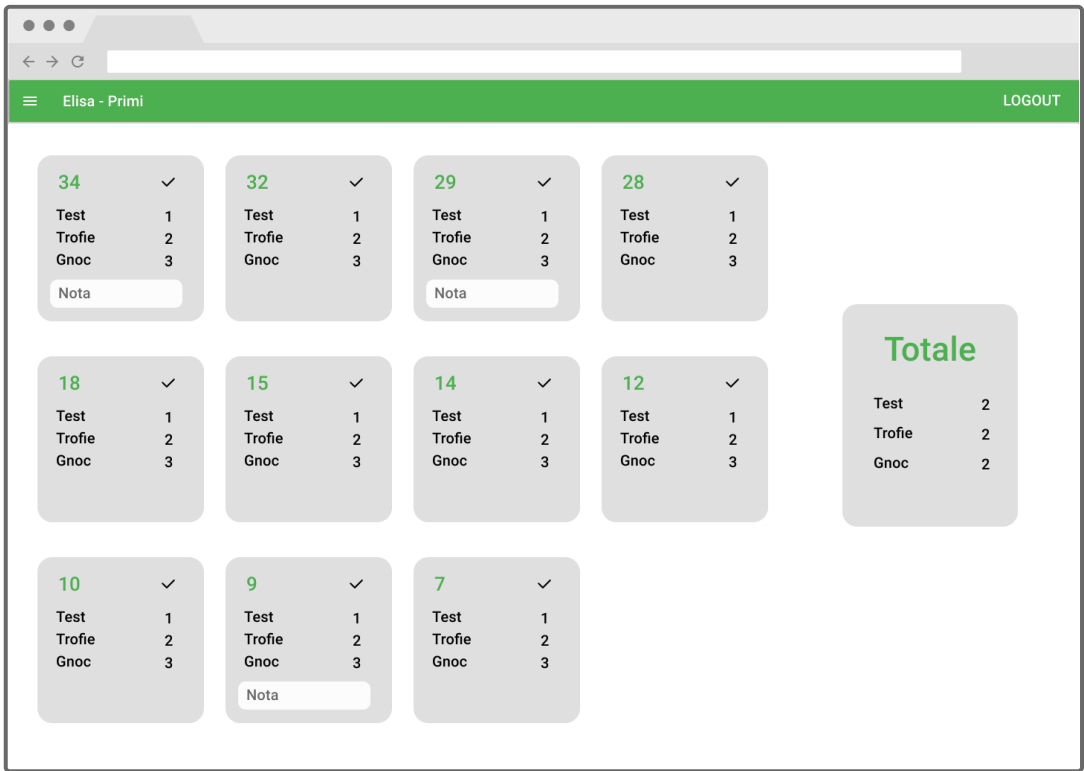 Elisa - Primi LOGOUT
34
Test 1
Trofie 2
Gnoc 3
Nota
32
Test 1
Trofie 2
Gnoc 3
29
Test 1
Trofie 2
Gnoc 3
Nota
28
Test 1
Trofie 2
Gnoc 3
18
Test 1
Trofie 2
Gnoc 3
15
Test 1
Trofie 2
Gnoc 3
14
Test 1
Trofie 2
Gnoc 3
12
Test 1
Trofie 2
Gnoc 3
10
Test 1
Trofie 2
Gnoc 3
9
Test 1
Trofie 2
Gnoc 3
Nota
7
Test 1
Trofie 2
Gnoc 3
Totale
Test 2
Trofie 2
Gnoc 2